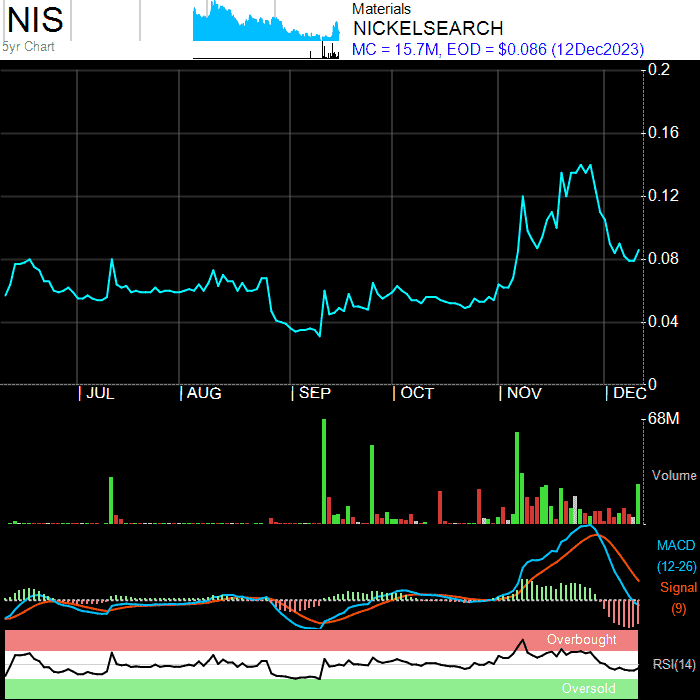 NIS
5yr Chart
Materials
NICKELSEARCH
MC = 15.7M, EOD = $0.086 (12Dec2023)
0.2
0.16
0.12
0.08
0.04
0
| JUL | AUG | SEP | OCT | NOV | DEC
68M
Volume
MACD
(12-26)
Signal
(9)
Overbought
RSI(14)
Oversold